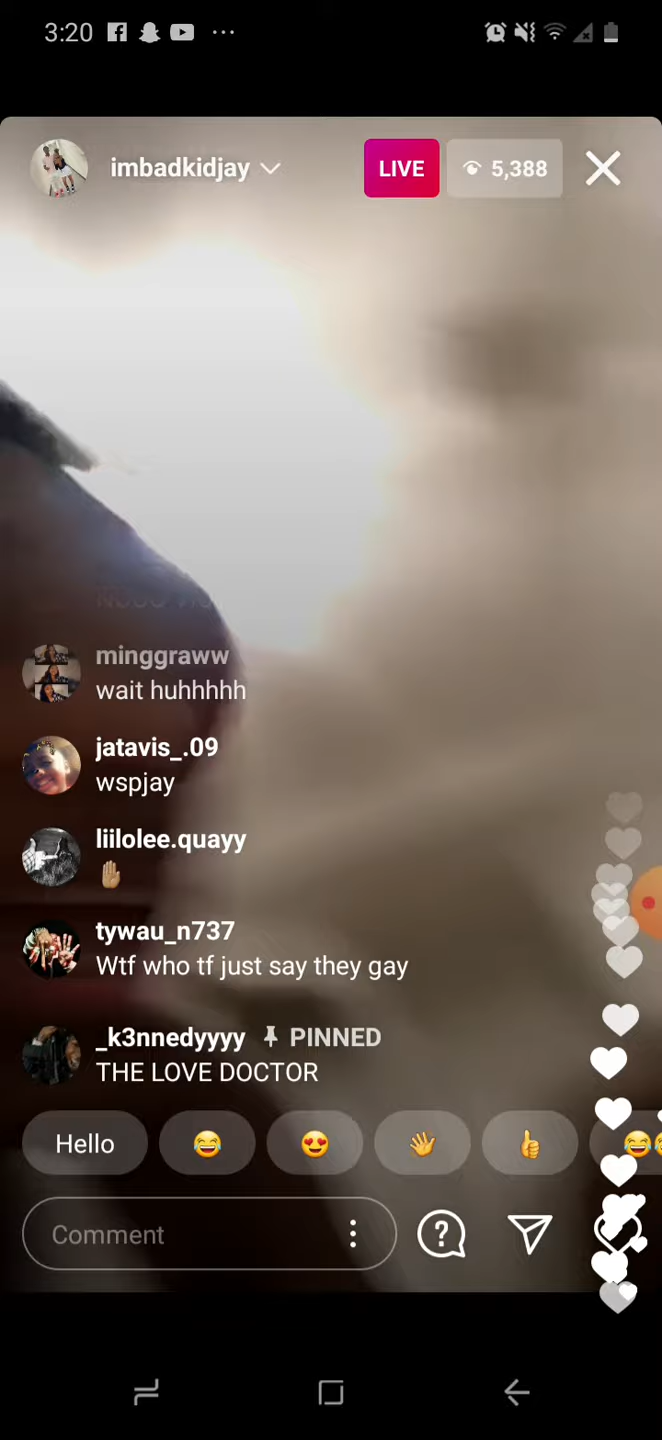 3:20
imbadkidjay
LIVE
5,388
minggraww
wait huhhhhh
jatavis_.09
wspjay
liilolee.quayy
🤚🏽
tywau_n737
Wtf who tf just say they gay
_k3nnedyyyy PINNED
THE LOVE DOCTOR
Hello 😂 😍 👋 👍 😂
Comment